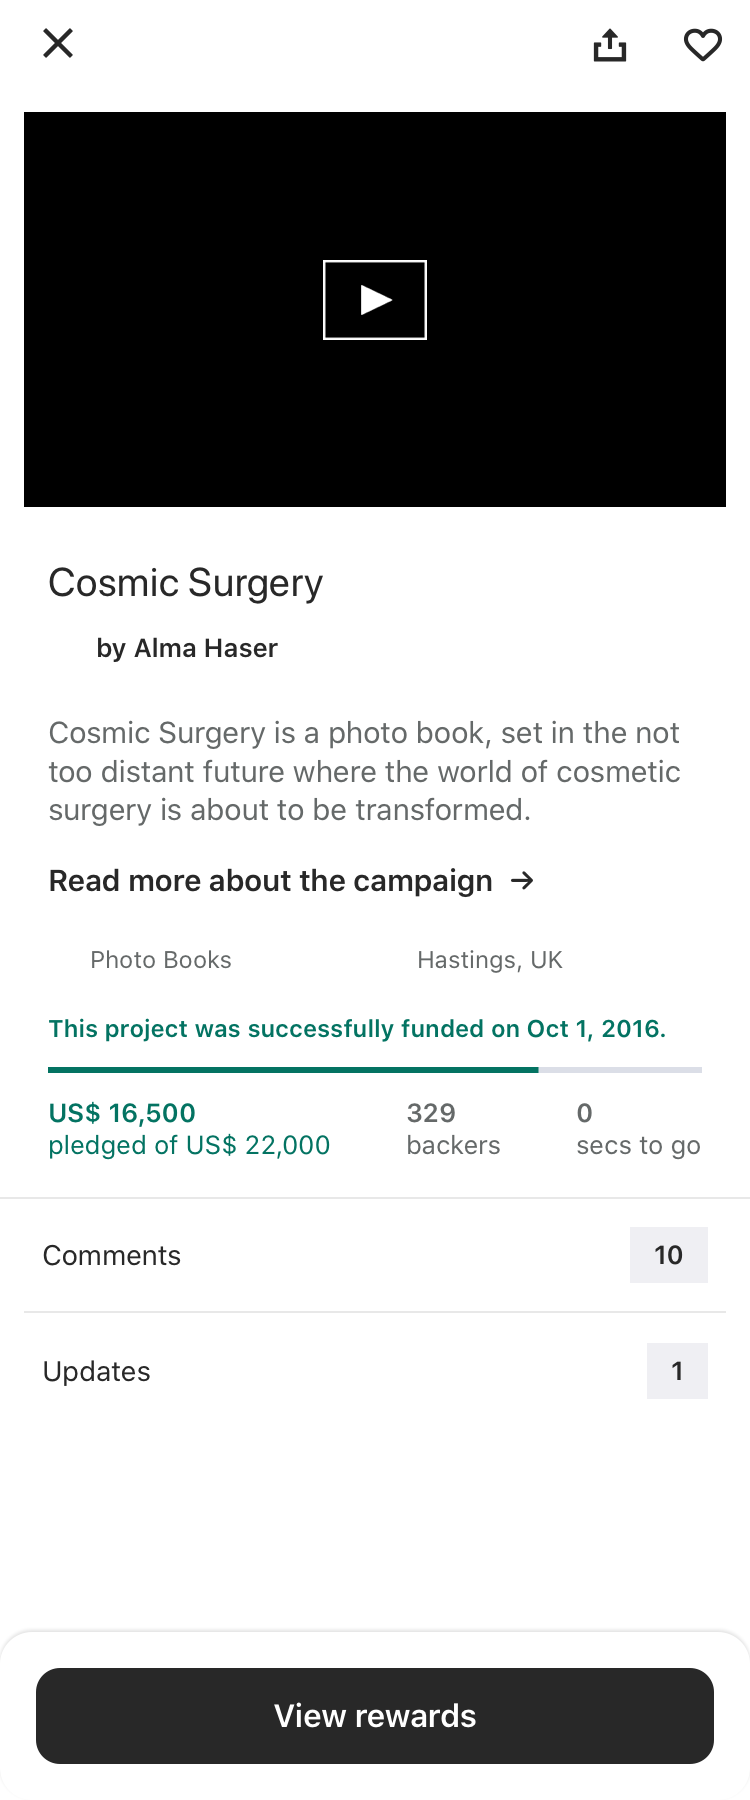 Cosmic Surgery
by Alma Haser
Cosmic Surgery is a photo book, set in the not
too distant future where the world of cosmetic
surgery is about to be transformed.
Read more about the campaign →
Photo Books
Hastings, UK
This project was successfully funded on Oct 1, 2016.
US$ 16,500
pledged of US$ 22,000
329
backers
0
secs to go
Comments
10
Updates
1
View rewards